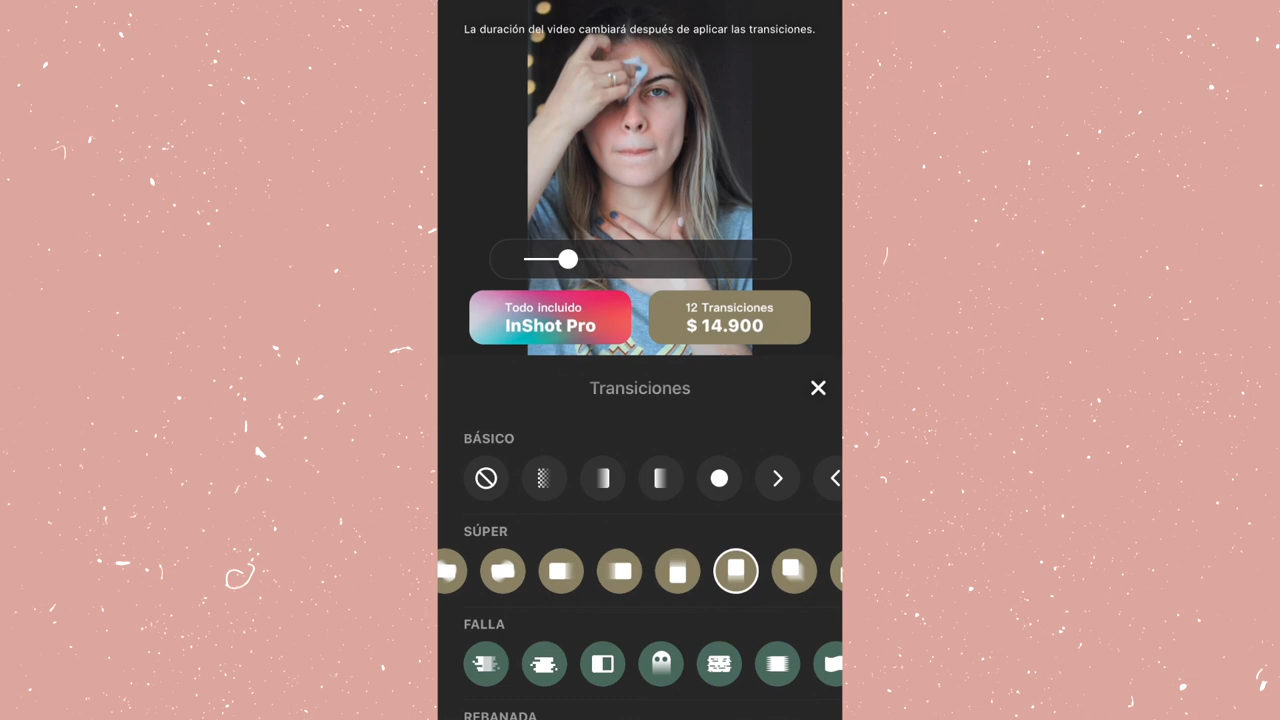 La duración del video cambiará después de aplicar las transiciones.
Todo incluido
InShot Pro
12 Transiciones
$ 14.900
Transiciones
BÁSICO
SÚPER
FALLA
REBANADA